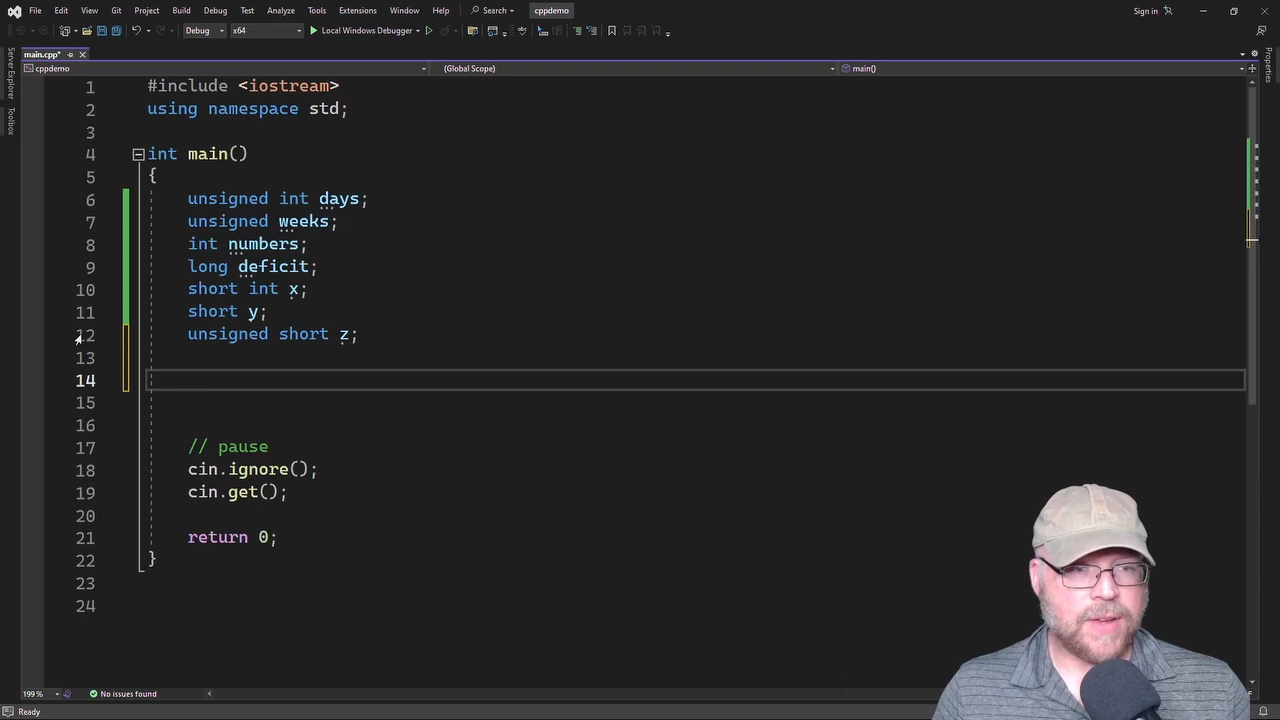 File Edit View Git Project Build Debug Test Analyze Tools Extensions Window Help Search cppdemo Sign in
Debug x64 Local Windows Debugger
main.cpp*
cppdemo (Global Scope) main()
Server Explorer
Toolbox
Properties
1 #include <iostream>
2 using namespace std;
3
4 int main()
5 {
6 unsigned int days;
7 unsigned weeks;
8 int numbers;
9 long deficit;
10 short int x;
11 short y;
12 unsigned short z;
13
14
15
16
17 // pause
18 cin.ignore();
19 cin.get();
20
21 return 0;
22 }
23
24
199 % No issues found
Ready